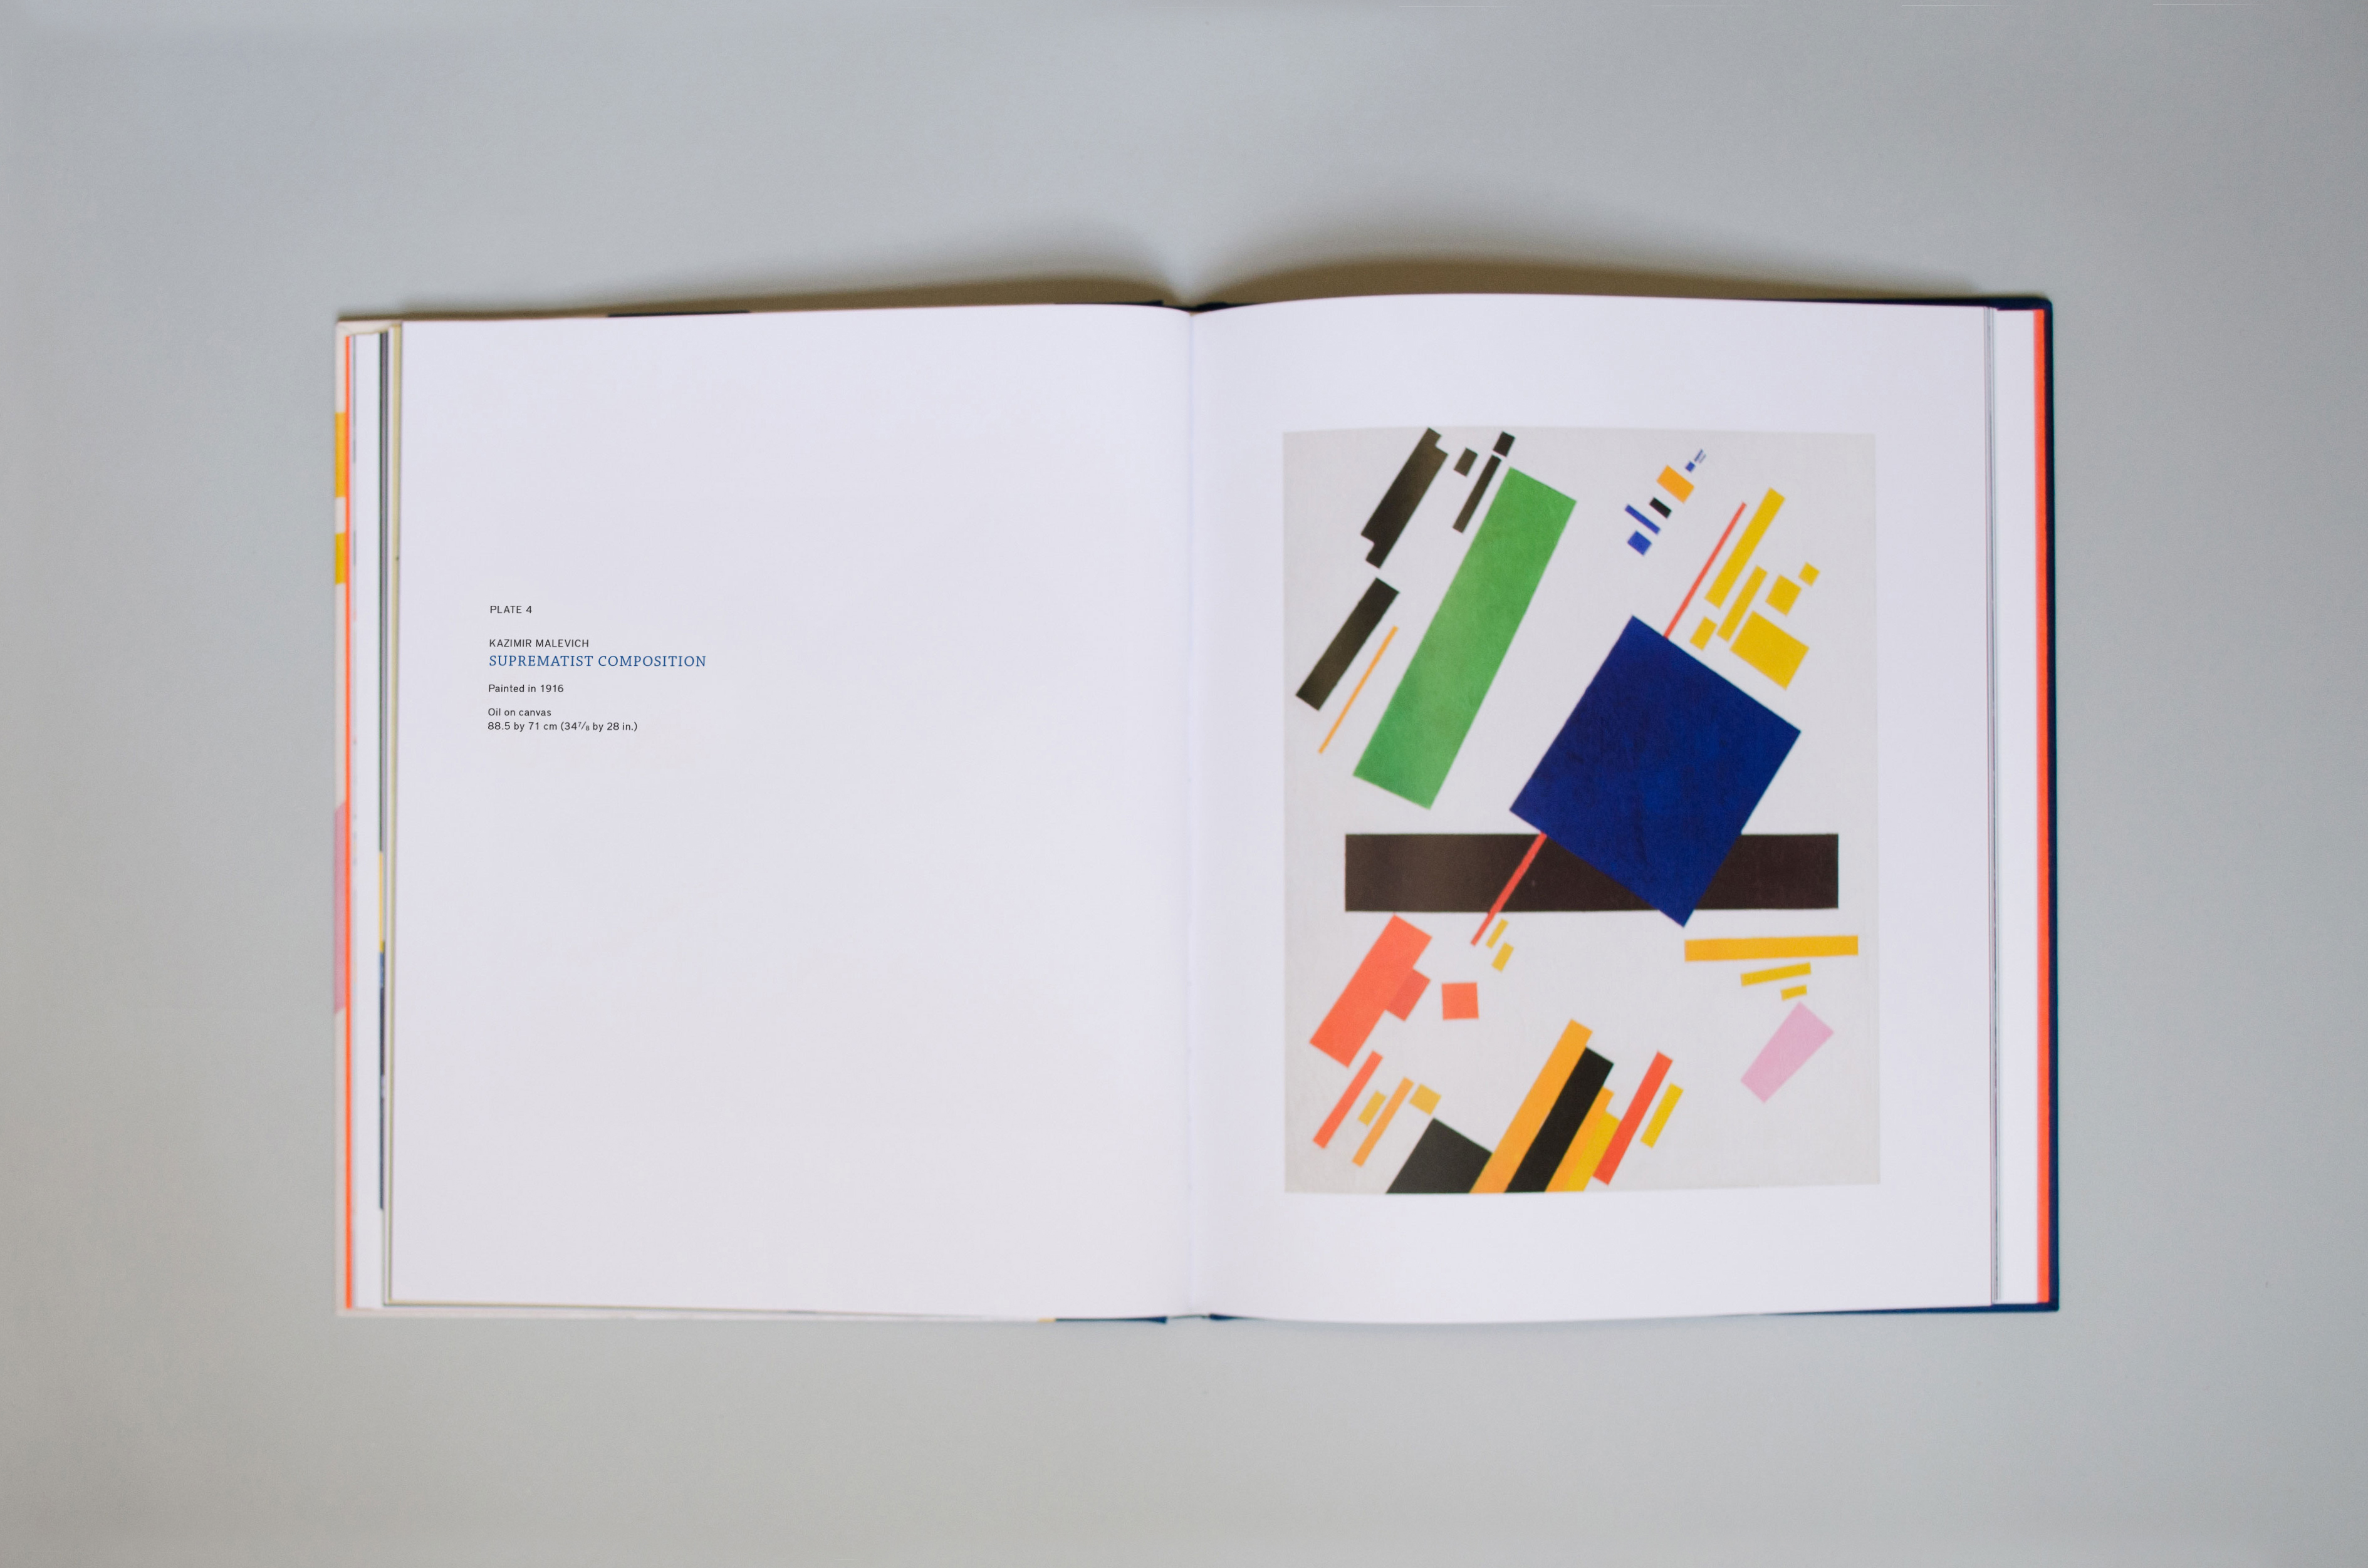 PLATE 4
KAZIMIR MALEVICH
SUPREMATIST COMPOSITION
Painted in 1916
Oil on canvas
88.5 by 71 cm (34⅞ by 28 in.)